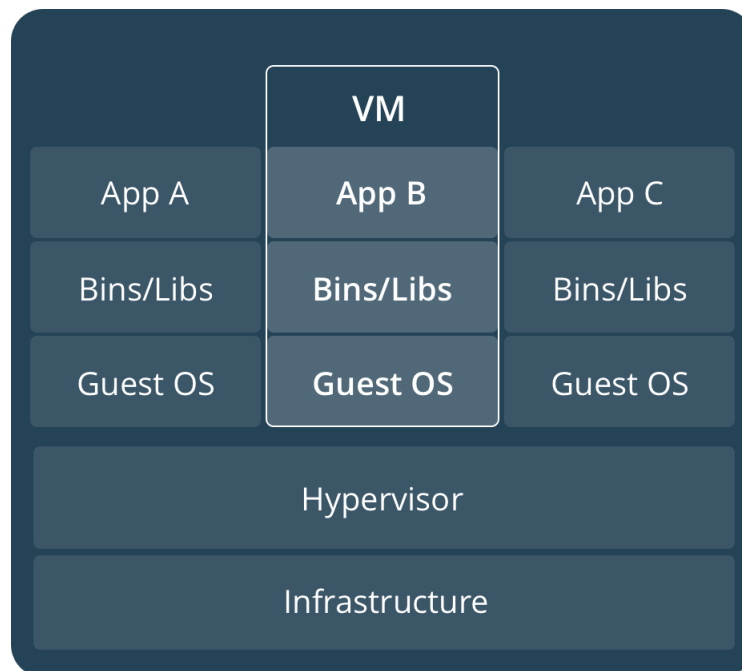 VM
App A
App B
App C
Bins/Libs
Bins/Libs
Bins/Libs
Guest OS
Guest OS
Guest OS
Hypervisor
Infrastructure